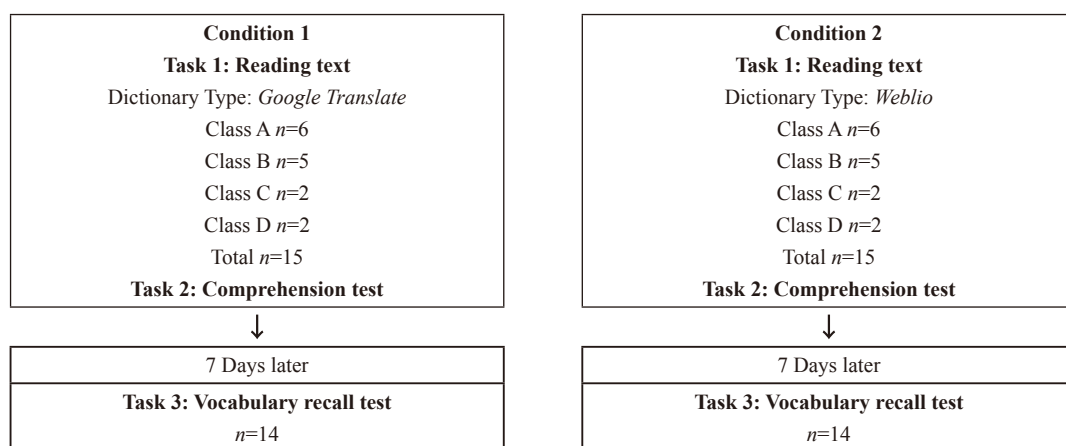 Condition 1
Task 1: Reading text
Dictionary Type: Google Translate
Class A n=6
Class B n=5
Class C n=2
Class D n=2
Total n=15
Task 2: Comprehension test
7 Days later
Task 3: Vocabulary recall test
n=14
Condition 2
Task 1: Reading text
Dictionary Type: Weblio
Class A n=6
Class B n=5
Class C n=2
Class D n=2
Total n=15
Task 2: Comprehension test
7 Days later
Task 3: Vocabulary recall test
n=14